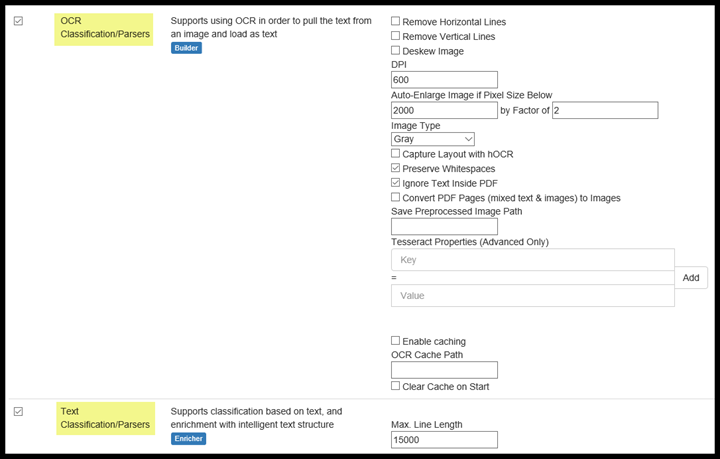 OCR
Classification/Parsers
Supports using OCR in order to pull the text from
an image and load as text
Builder
Remove Horizontal Lines
Remove Vertical Lines
Deskew Image
DPI
600
Auto-Enlarge Image if Pixel Size Below
2000 by Factor of 2
Image Type
Gray
Capture Layout with hOCR
Preserve Whitespaces
Ignore Text Inside PDF
Convert PDF Pages (mixed text & images) to Images
Save Preprocessed Image Path
Tesseract Properties (Advanced Only)
Key
=
Add
Value
Enable caching
OCR Cache Path
Clear Cache on Start
Text
Classification/Parsers
Supports classification based on text, and
enrichment with intelligent text structure
Enricher
Max. Line Length
15000